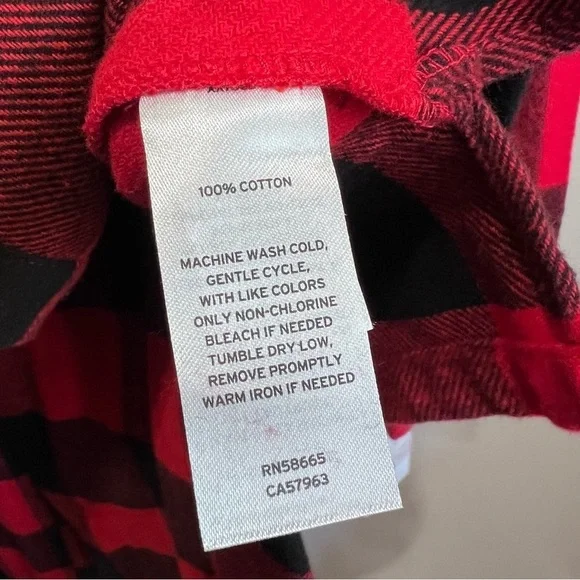 100% COTTON
MACHINE WASH COLD,
GENTLE CYCLE,
WITH LIKE COLORS
ONLY NON-CHLORINE
BLEACH IF NEEDED
TUMBLE DRY LOW,
REMOVE PROMPTLY
WARM IRON IF NEEDED
RN58665
CA57963